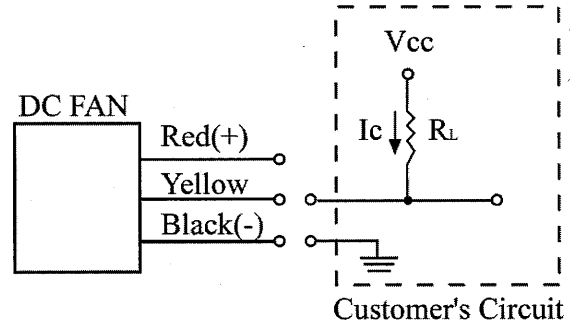 Vcc
DC FAN
Ic
RL
Red(+)
Yellow
Black(-)
Customer's Circuit